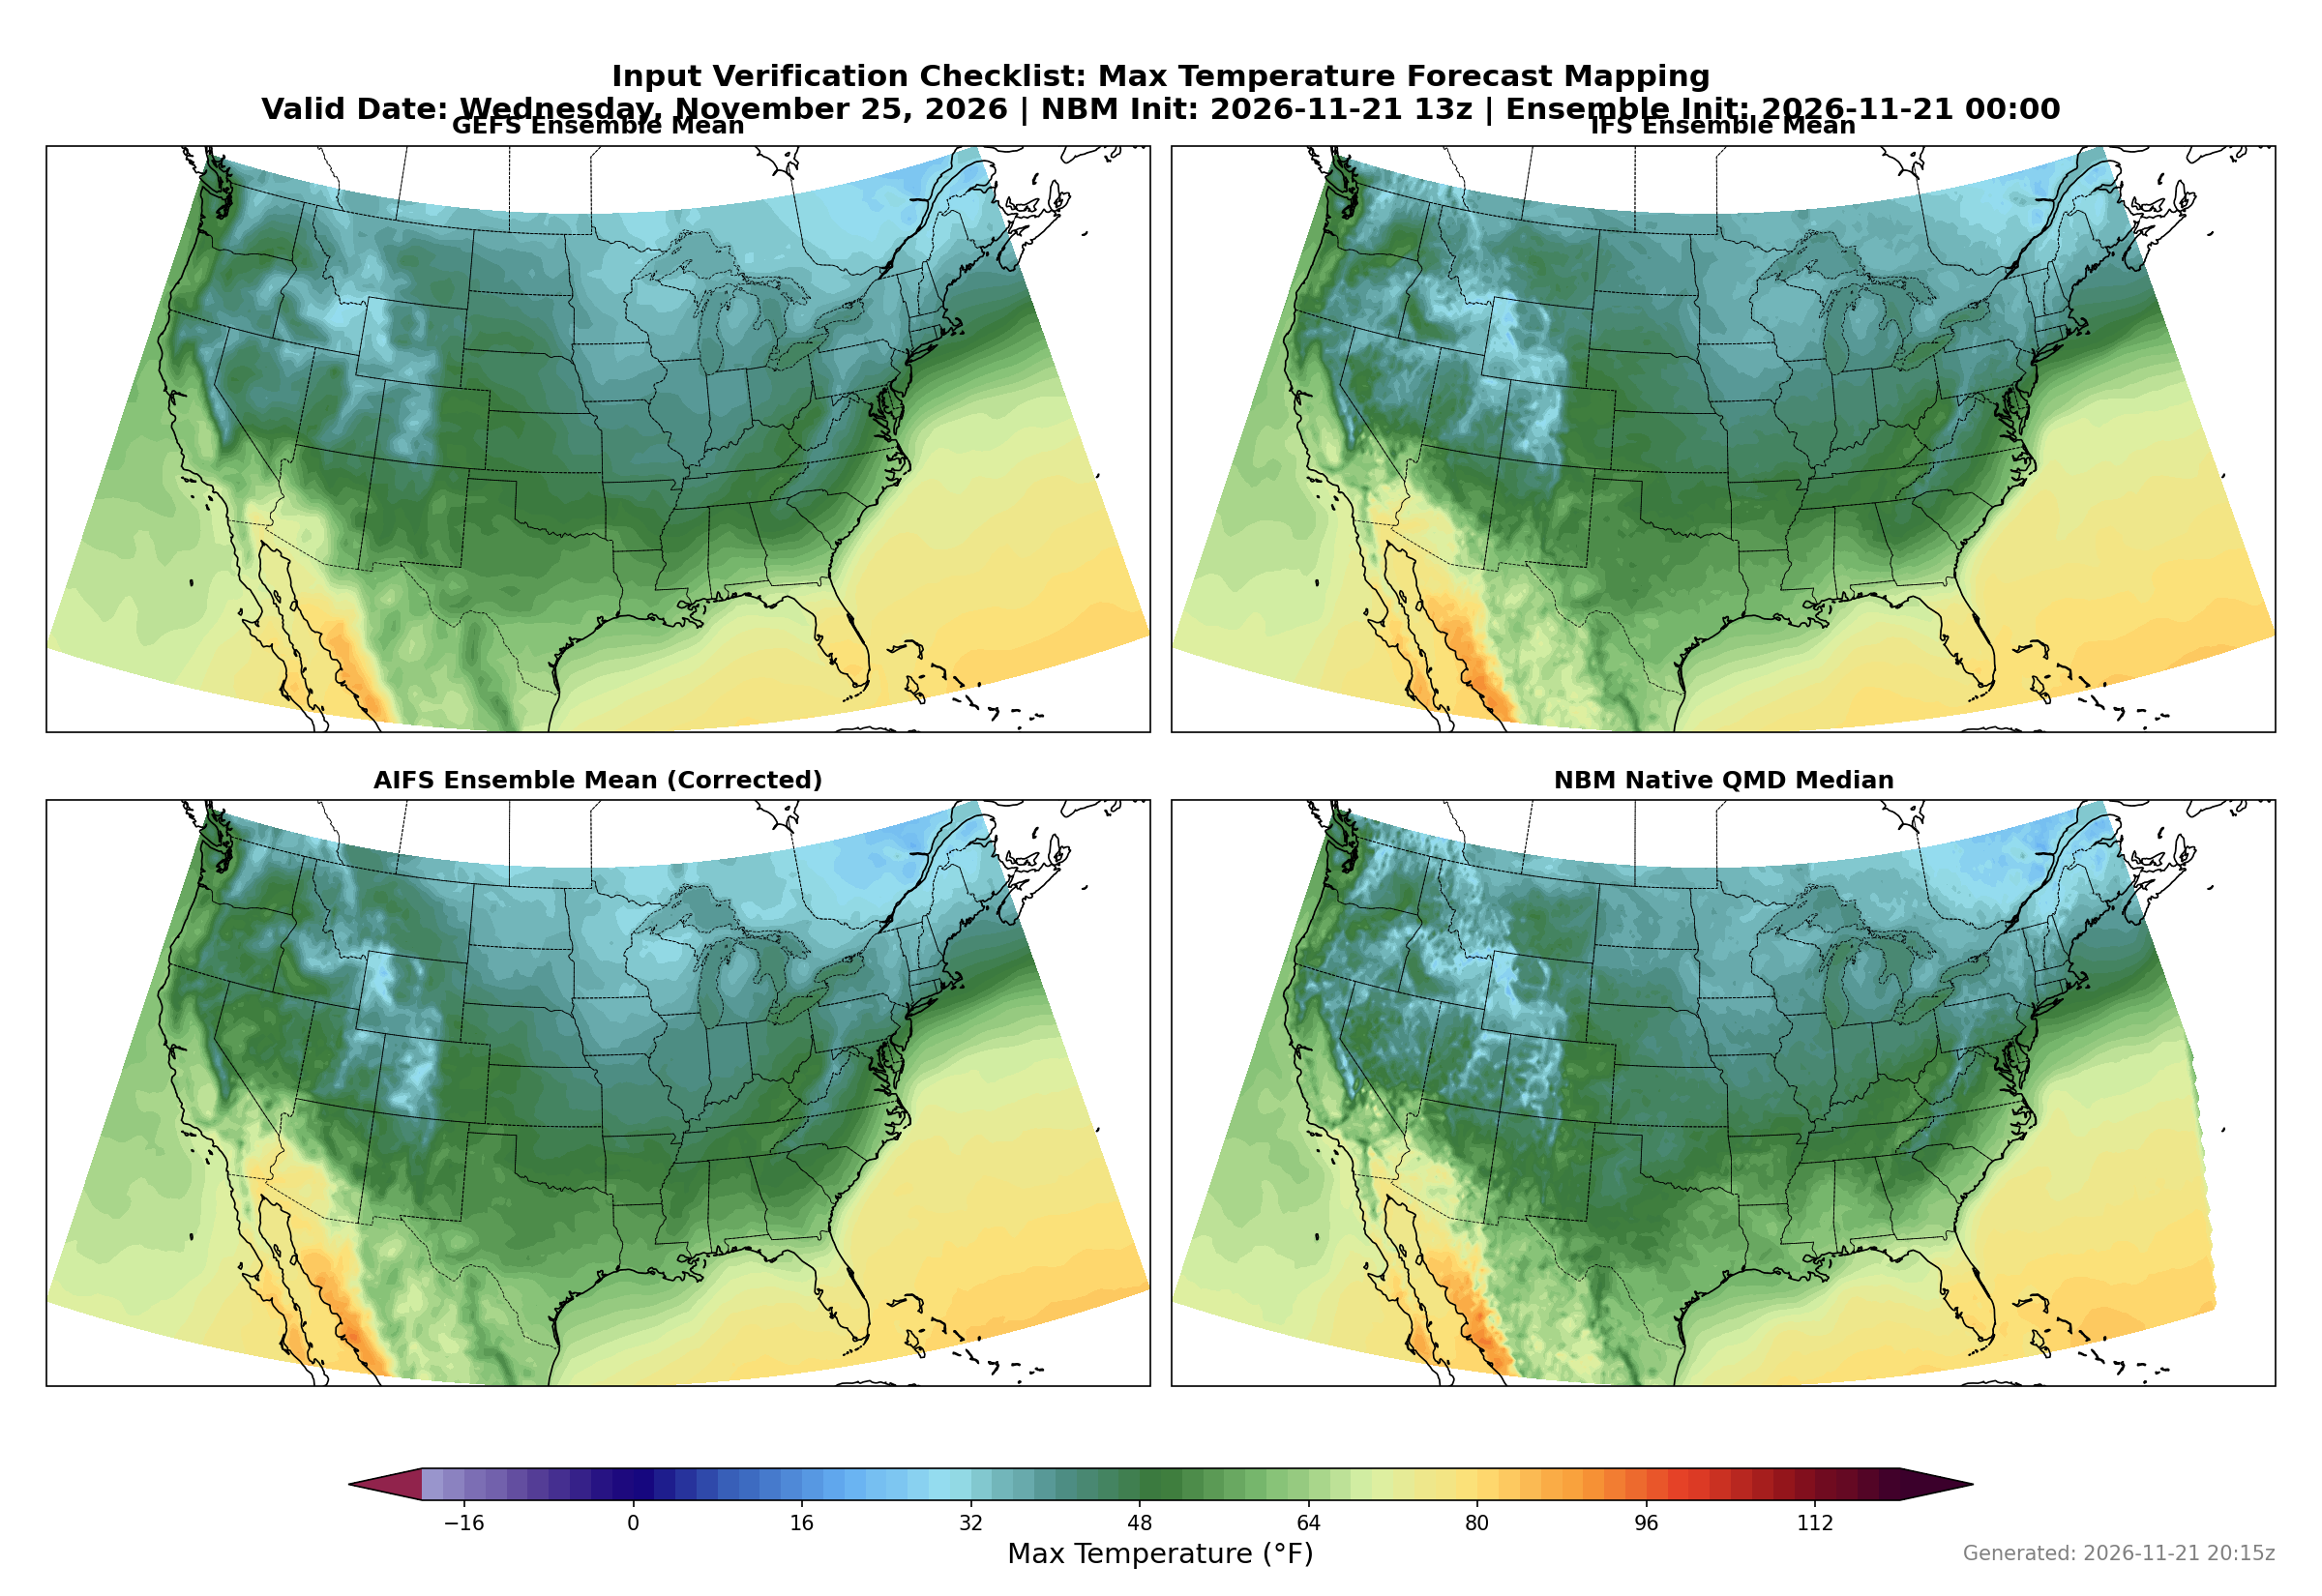 Input Verification Checklist: Max Temperature Forecast Mapping
Valid Date: Wednesday, November 25, 2026 | NBM Init: 2026-11-21 13z | Ensemble Init: 2026-11-21 00:00
GEFS Ensemble Mean
IFS Ensemble Mean
AIFS Ensemble Mean (Corrected)
NBM Native QMD Median
−16 0 16 32 48 64 80 96 112
Max Temperature (°F)
Generated: 2026-11-21 20:15z